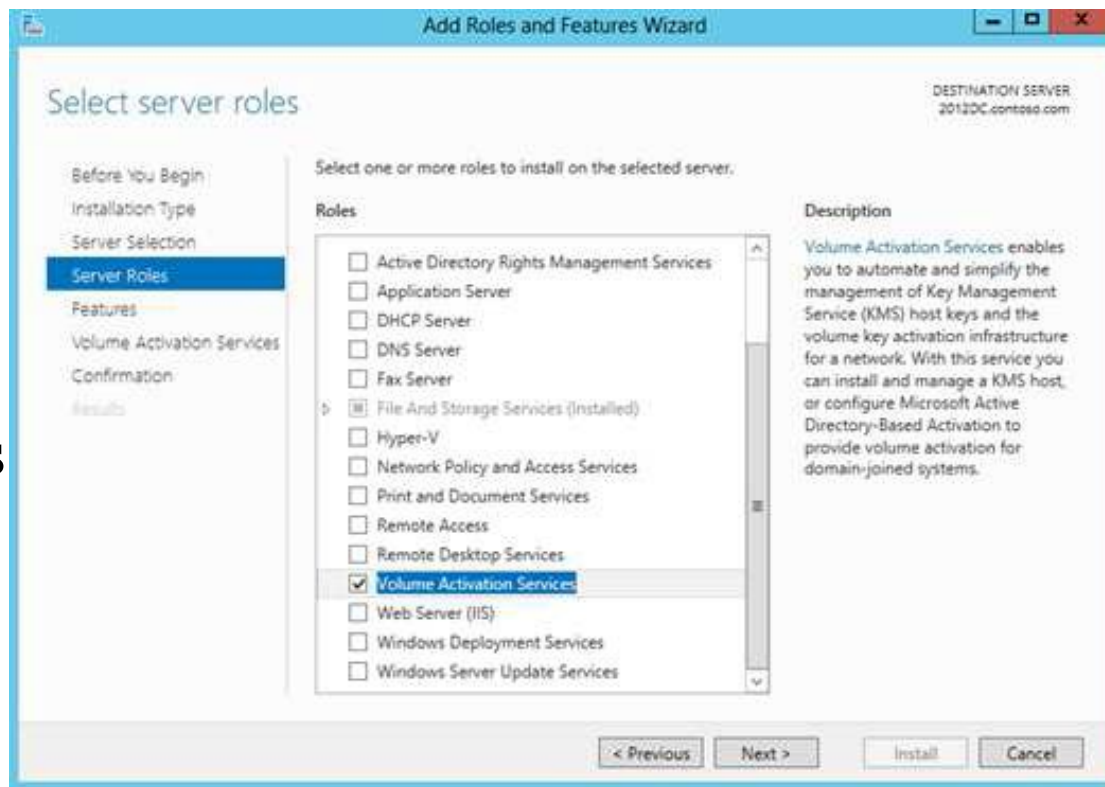 Add Roles and Features Wizard
Select server roles
DESTINATION SERVER
2012DC.contoso.com
Before You Begin
Installation Type
Server Selection
Server Roles
Features
Volume Activation Services
Confirmation
Results
Select one or more roles to install on the selected server.
Roles
Active Directory Rights Management Services
Application Server
DHCP Server
DNS Server
Fax Server
File And Storage Services (Installed)
Hyper-V
Network Policy and Access Services
Print and Document Services
Remote Access
Remote Desktop Services
Volume Activation Services
Web Server (IIS)
Windows Deployment Services
Windows Server Update Services
Description
Volume Activation Services enables
you to automate and simplify the
management of Key Management
Service (KMS) host keys and the
volume key activation infrastructure
for a network. With this service you
can install and manage a KMS host,
or configure Microsoft Active
Directory-Based Activation to
provide volume activation for
domain-joined systems.
s
< Previous
Next >
Install
Cancel